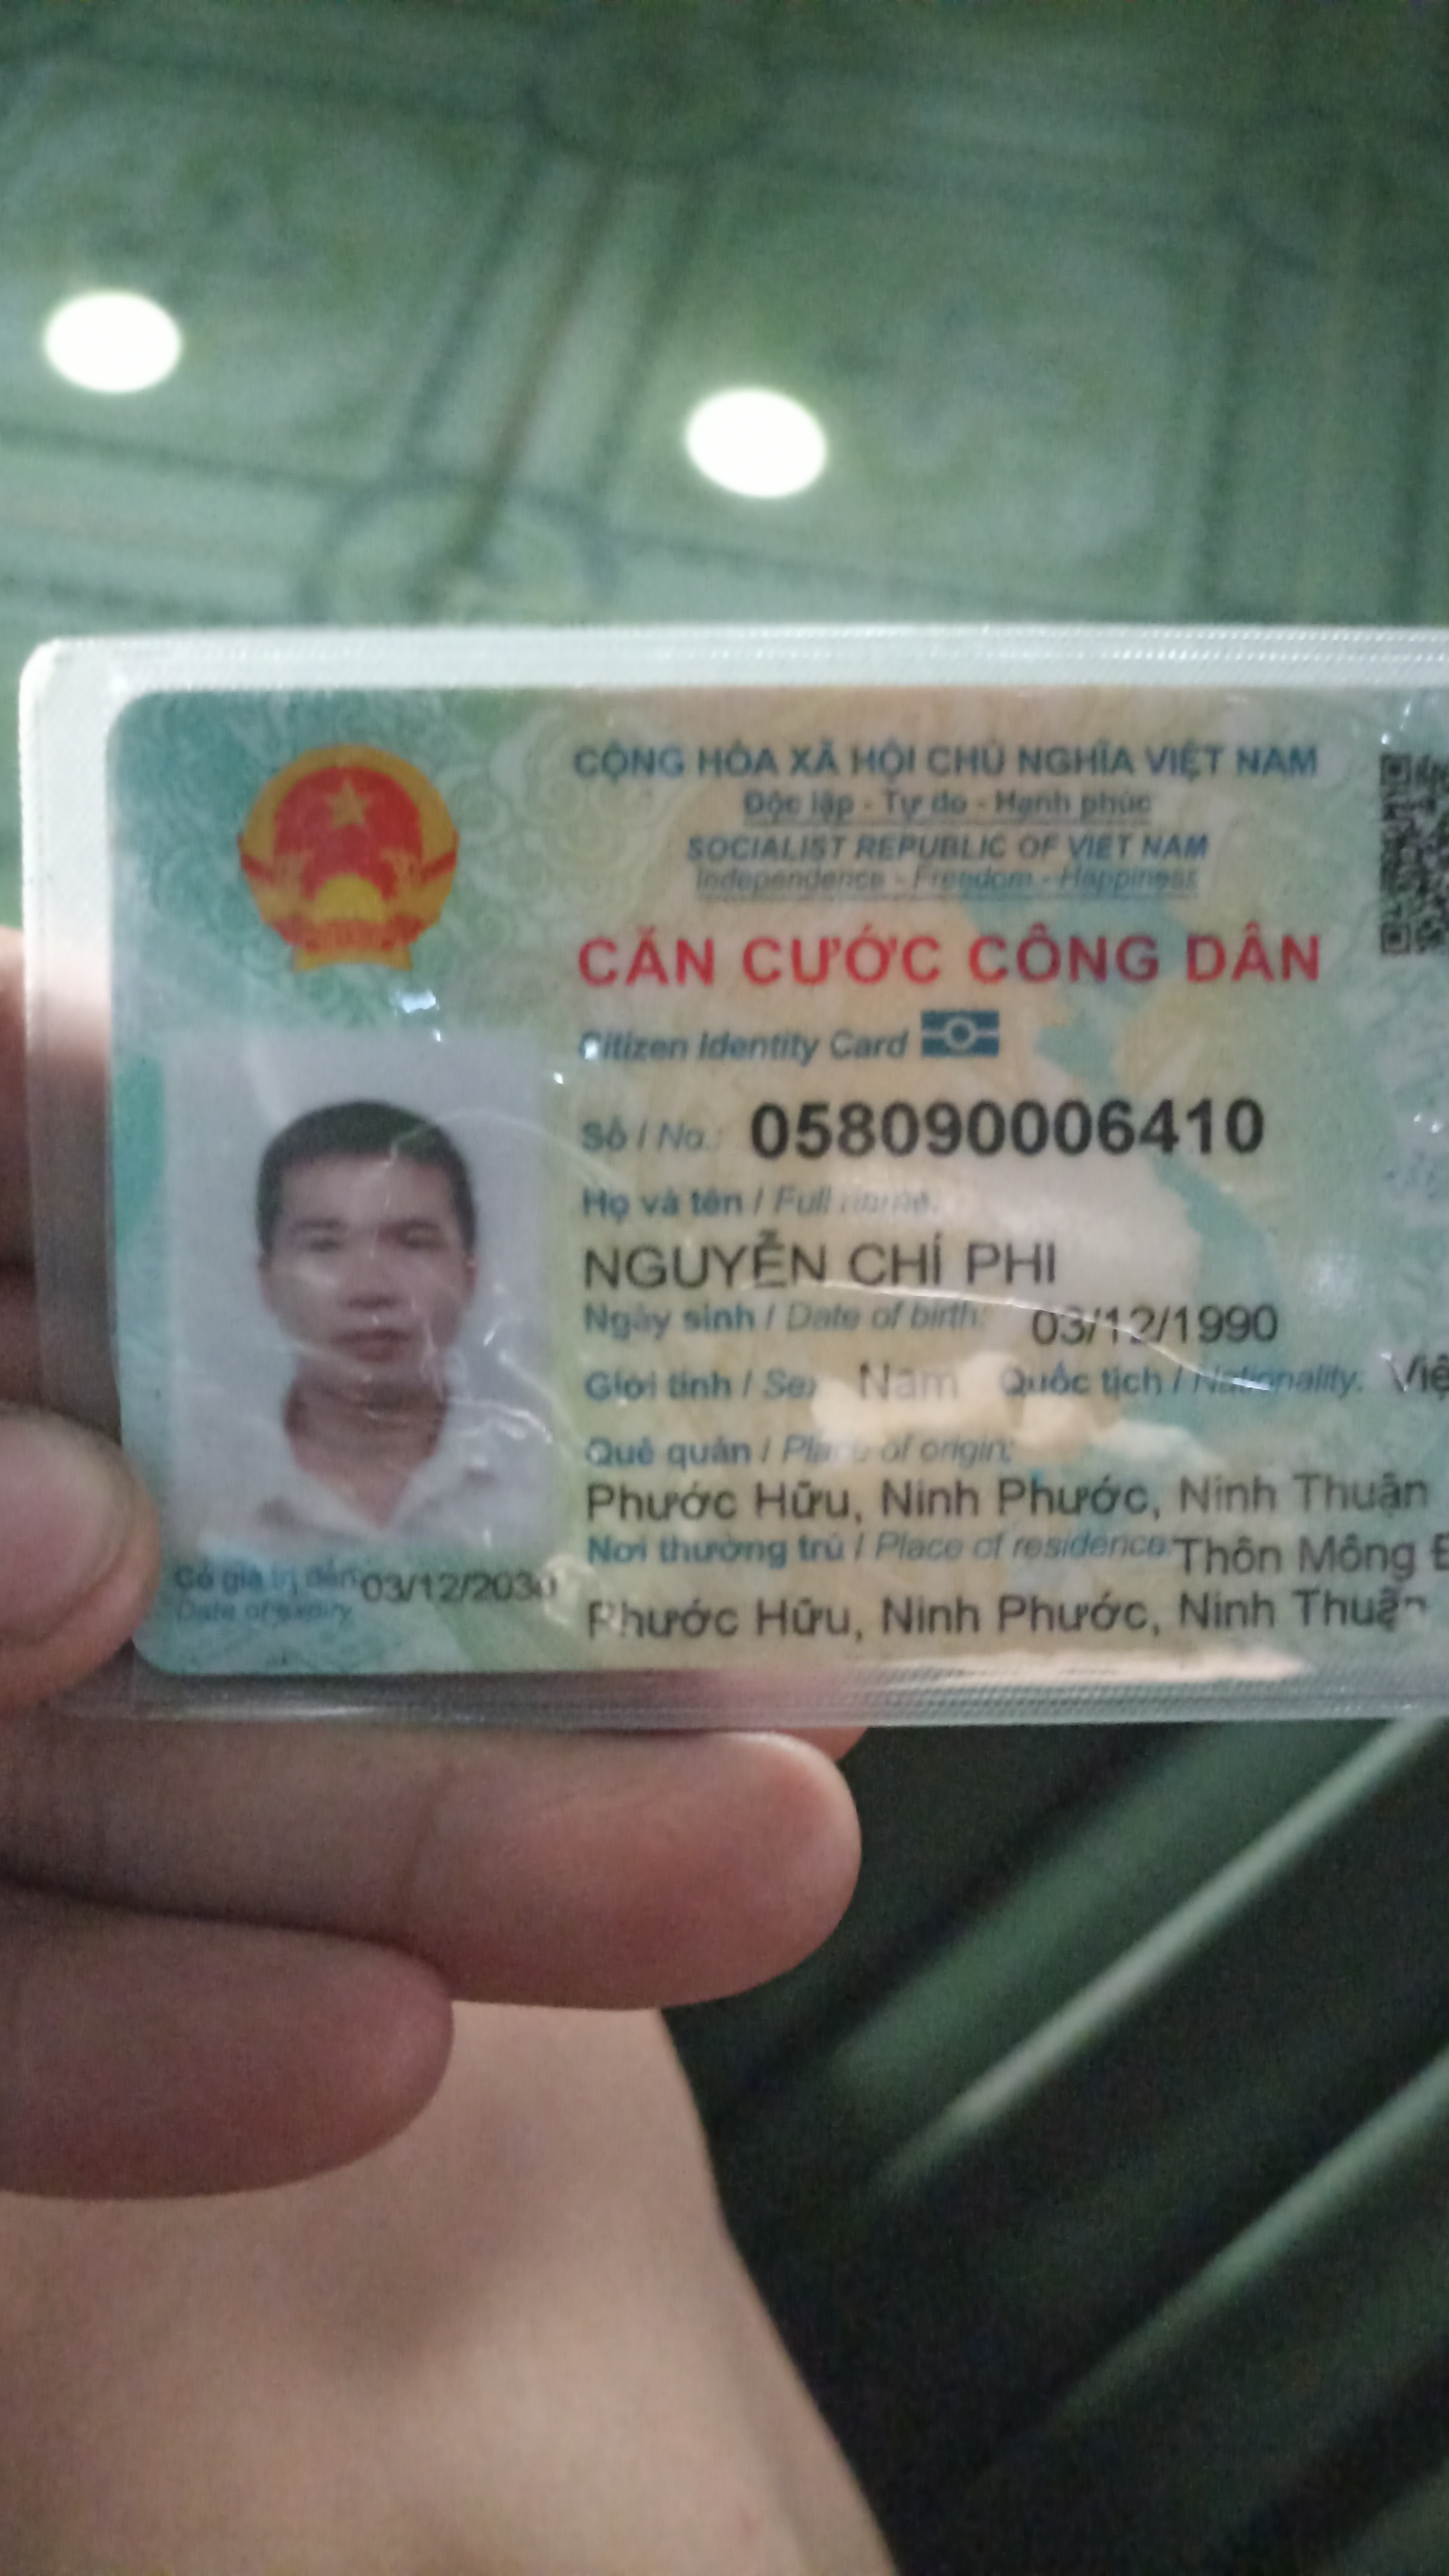 CỘNG HÒA XÃ HỘI CHỦ NGHĨA VIỆT NAM
Độc lập - Tự do - Hạnh phúc
SOCIALIST REPUBLIC OF VIET NAM
Independence - Freedom - Happiness
CĂN CƯỚC CÔNG DÂN
Citizen Identity Card
Số / No.: 058090006410
Họ và tên / Full name:
NGUYỄN CHÍ PHI
Ngày sinh / Date of birth: 03/12/1990
Giới tính / Sex Nam Quốc tịch / Nationality:
Quê quán / Place of origin:
Phước Hữu, Ninh Phước, Ninh Thuận
Nơi thường trú / Place of residence: Thôn Mông
Phước Hữu, Ninh Phước, Ninh Thuận
Có giá trị đến: 03/12/2030
Date of expiry